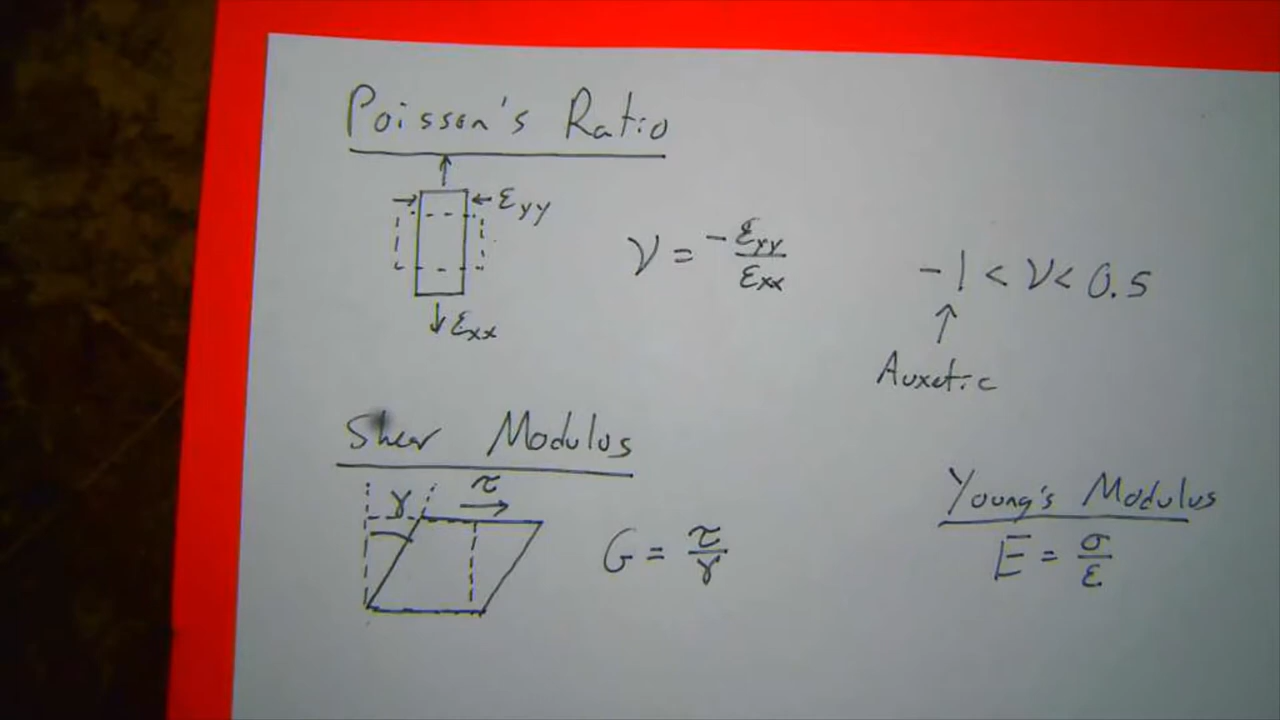 Poisson's Ratio
εyy
ν = -εyy/εxx
-1 < ν < 0.5
εxx
Auxetic
Shear Modulus
γ τ
G = τ/γ
Young's Modulus
E = σ/ε